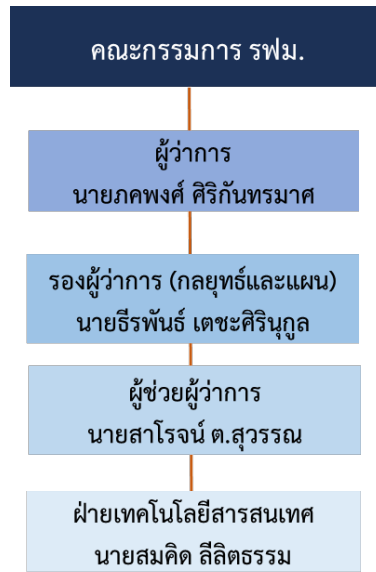 คณะกรรมการ รฟม.
ผู้ว่าการ
นายภคพงศ์ ศิริกันทรมาศ
รองผู้ว่าการ (กลยุทธ์และแผน)
นายธีรพันธ์ เตชะศิรินุกูล
ผู้ช่วยผู้ว่าการ
นายสาโรจน์ ต.สุวรรณ
ฝ่ายเทคโนโลยีสารสนเทศ
นายสมคิด ลีลิตธรรม